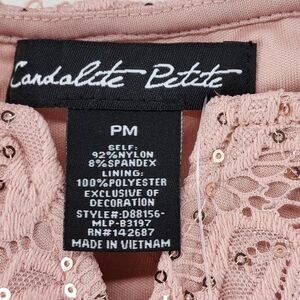 Candalite Petite
PM
SELF:
92%NYLON
8%SPANDEX
LINING:
100%POLYESTER
EXCLUSIVE OF
DECORATION
STYLE#:D88156-
MLP-B3197
RN#142687
MADE IN VIETNAM